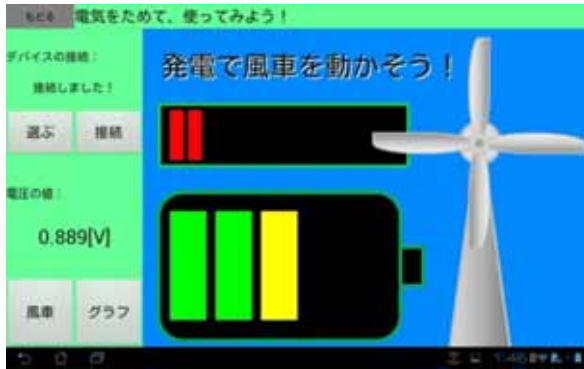 もどる 電気をためて、使ってみよう！
デバイスの接続：
接続しました！
選ぶ 接続
電圧の値：
0.889[V]
風車 グラフ
発電で風車を動かそう！